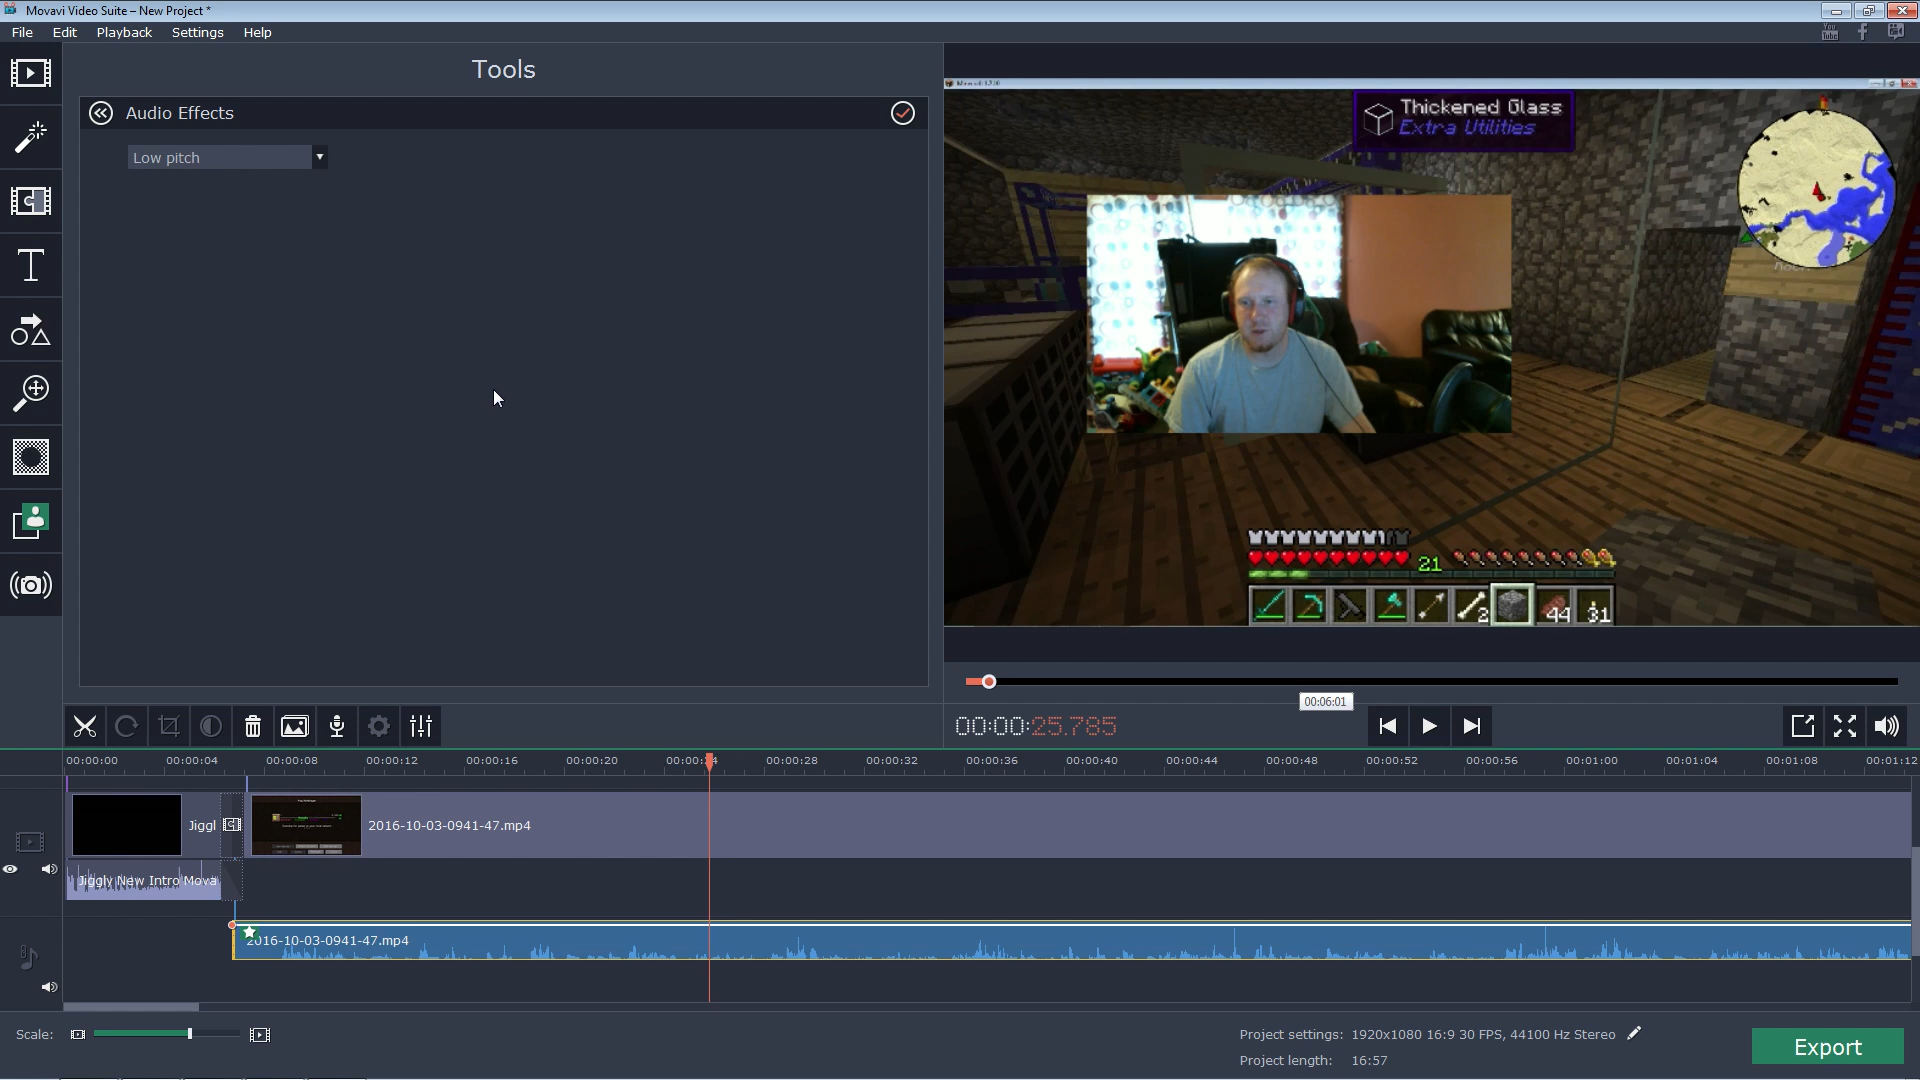 Movavi Video Suite – New Project *
File Edit Playback Settings Help
You Tube
Tools
Audio Effects
Low pitch
Thickened Glass
Extra Utilities
21
2 44 31
00:06:01
00:00:25.785
00:00:00 00:00:04 00:00:08 00:00:12 00:00:16 00:00:20 00:00:28 00:00:32 00:00:36 00:00:40 00:00:44 00:00:48 00:00:52 00:00:56 00:01:00 00:01:04 00:01:08 00:01:12
Jiggl
2016-10-03-0941-47.mp4
Jiggly New Intro Mova
2016-10-03-0941-47.mp4
Scale:
Project settings: 1920x1080 16:9 30 FPS, 44100 Hz Stereo
Project length: 16:57
Export